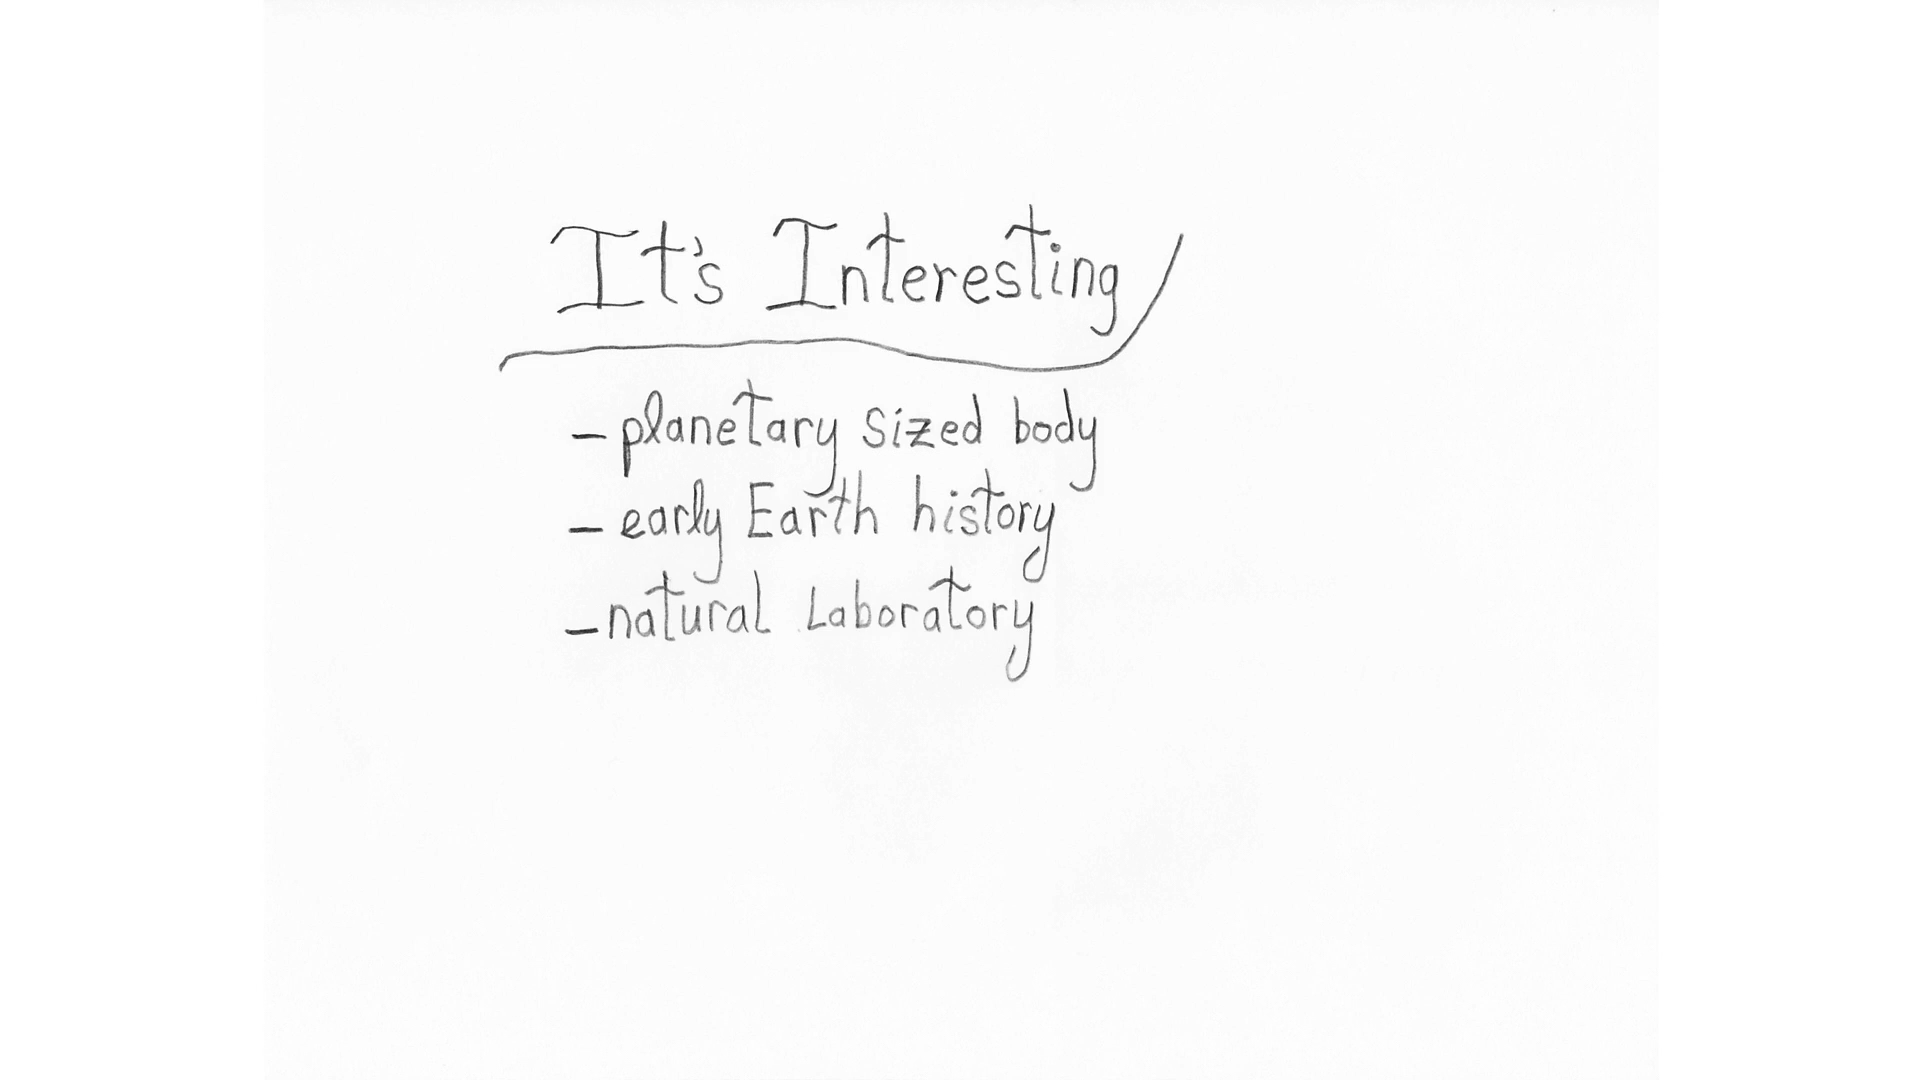 It's Interesting
- planetary sized body
- early Earth history
- natural Laboratory